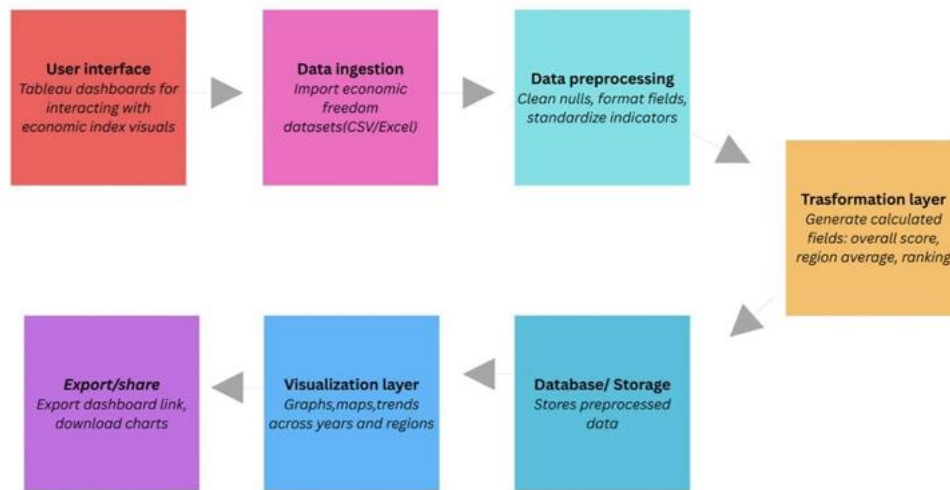 User interface
Tableau dashboards for
interacting with
economic index visuals
Data ingestion
Import economic
freedom
datasets(CSV/Excel)
Data preprocessing
Clean nulls, format fields,
standardize indicators
Trasformation layer
Generate calculated
fields: overall score,
region average, ranking
Database/ Storage
Stores preprocessed
data
Visualization layer
Graphs,maps,trends
across years and regions
Export/share
Export dashboard link,
download charts